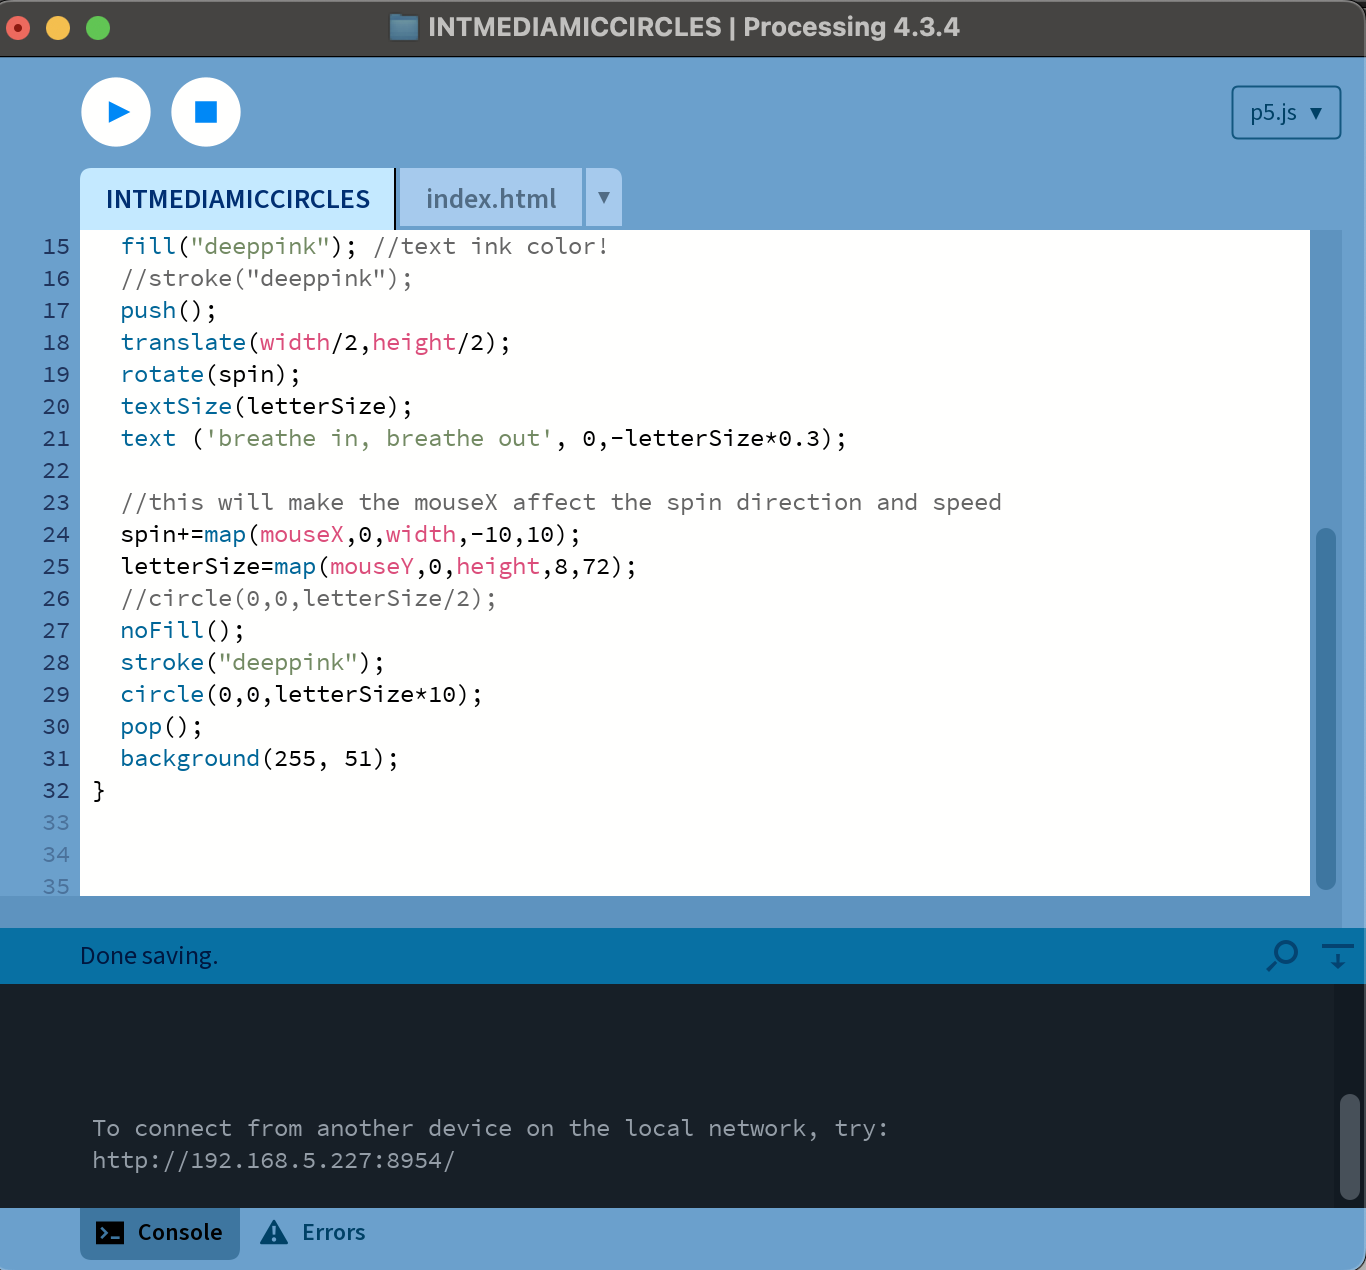 INTMEDIAMICCIRCLES | Processing 4.3.4
p5.js ▼
INTMEDIAMICCIRCLES index.html ▼
15   fill("deeppink"); //text ink color!
16   //stroke("deeppink");
17   push();
18   translate(width/2,height/2);
19   rotate(spin);
20   textSize(letterSize);
21   text ('breathe in, breathe out', 0,-letterSize*0.3);
22
23   //this will make the mouseX affect the spin direction and speed
24   spin+=map(mouseX,0,width,-10,10);
25   letterSize=map(mouseY,0,height,8,72);
26   //circle(0,0,letterSize/2);
27   noFill();
28   stroke("deeppink");
29   circle(0,0,letterSize*10);
30   pop();
31   background(255, 51);
32 }
33
34
35
Done saving.
To connect from another device on the local network, try:
http://192.168.5.227:8954/
Console Errors